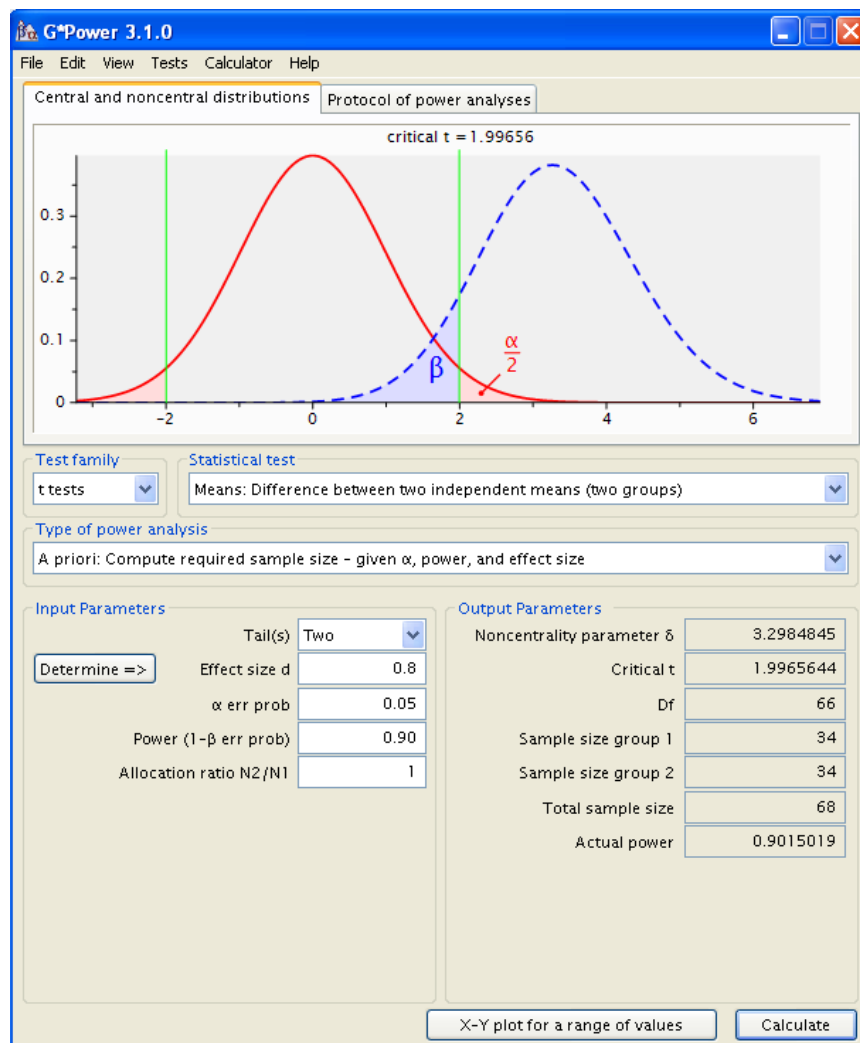 G*Power 3.1.0
File Edit View Tests Calculator Help
Central and noncentral distributions Protocol of power analyses
critical t = 1.99656
0.3
0.2
0.1
0
β
α
2
-2 0 2 4 6
Test family
t tests
Statistical test
Means: Difference between two independent means (two groups)
Type of power analysis
A priori: Compute required sample size - given α, power, and effect size
Input Parameters
Tail(s) Two
Determine => Effect size d 0.8
α err prob 0.05
Power (1-β err prob) 0.90
Allocation ratio N2/N1 1
Output Parameters
Noncentrality parameter δ 3.2984845
Critical t 1.9965644
Df 66
Sample size group 1 34
Sample size group 2 34
Total sample size 68
Actual power 0.9015019
X-Y plot for a range of values Calculate